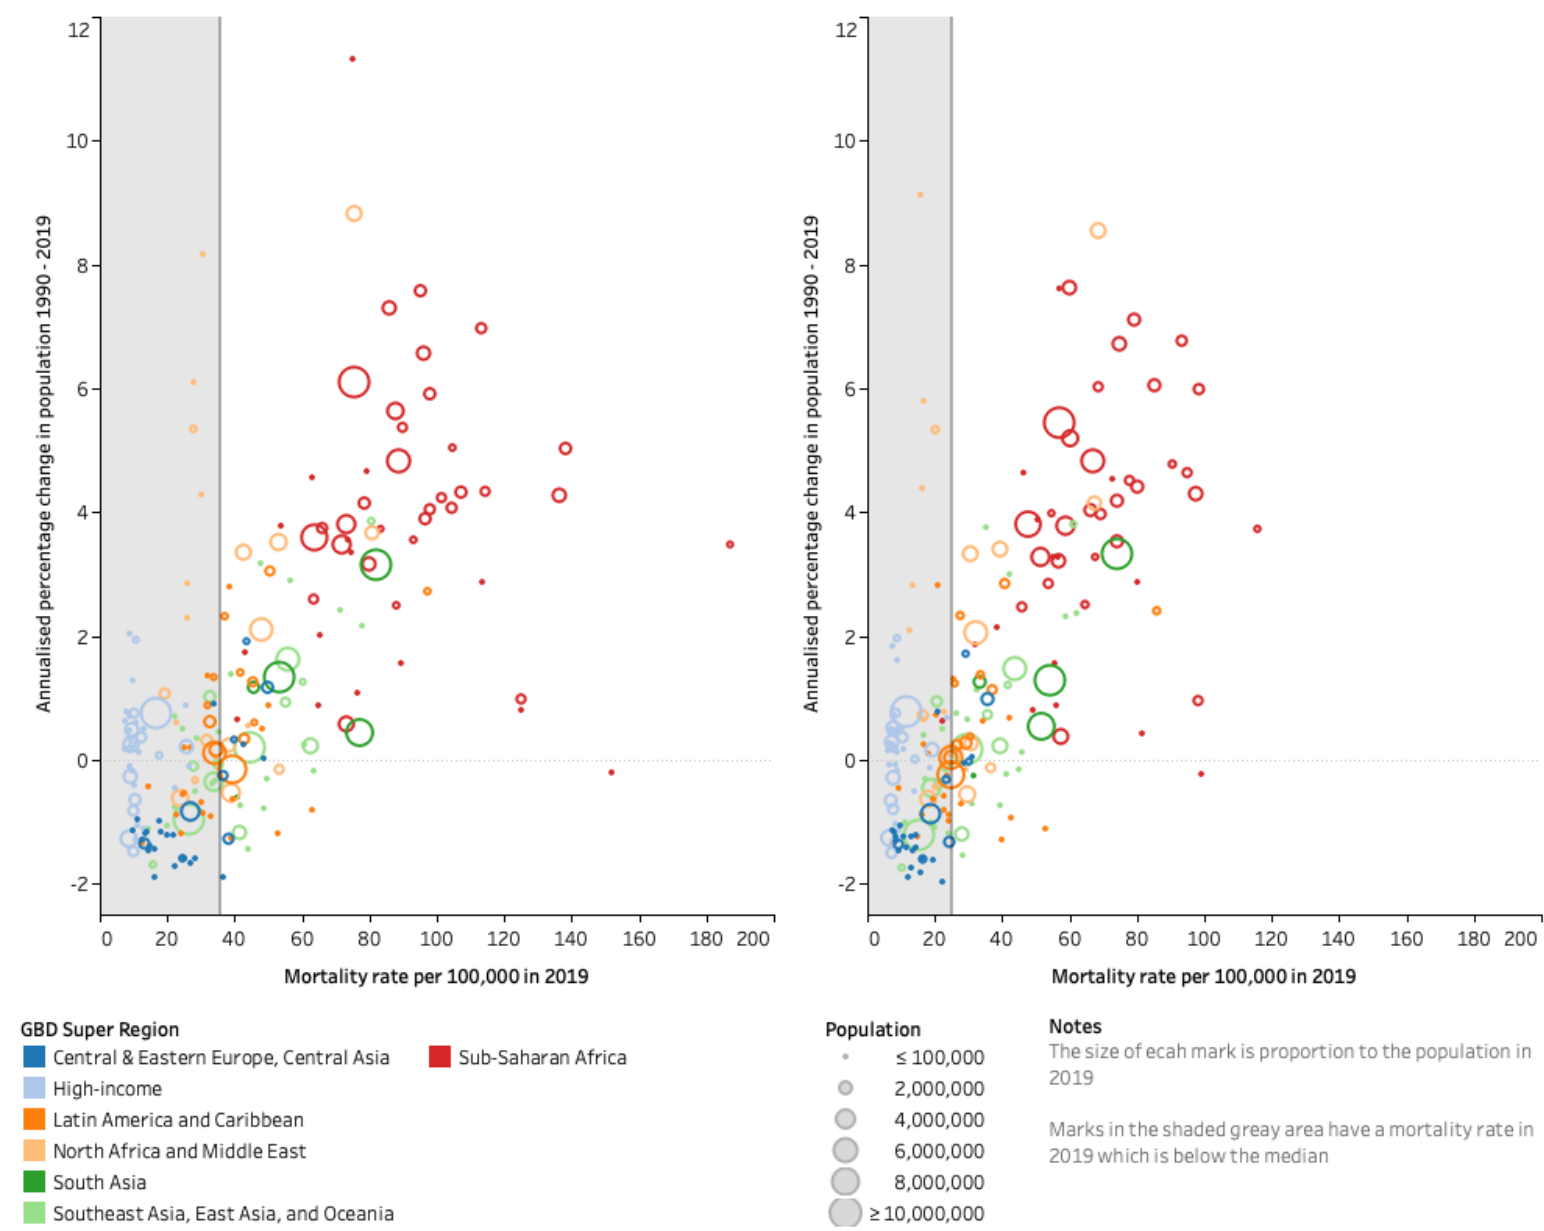 12
10
8
6
4
2
0
-2
Annualised percentage change in population 1990 - 2019
0 20 40 60 80 100 120 140 160 180 200
Mortality rate per 100,000 in 2019
12
10
8
6
4
2
0
-2
Annualised percentage change in population 1990 - 2019
0 20 40 60 80 100 120 140 160 180 200
Mortality rate per 100,000 in 2019
GBD Super Region
Central & Eastern Europe, Central Asia
Sub-Saharan Africa
High-income
Latin America and Caribbean
North Africa and Middle East
South Asia
Southeast Asia, East Asia, and Oceania
Population
≤ 100,000
2,000,000
4,000,000
6,000,000
8,000,000
≥ 10,000,000
Notes
The size of ecah mark is proportion to the population in
2019
Marks in the shaded greay area have a mortality rate in
2019 which is below the median